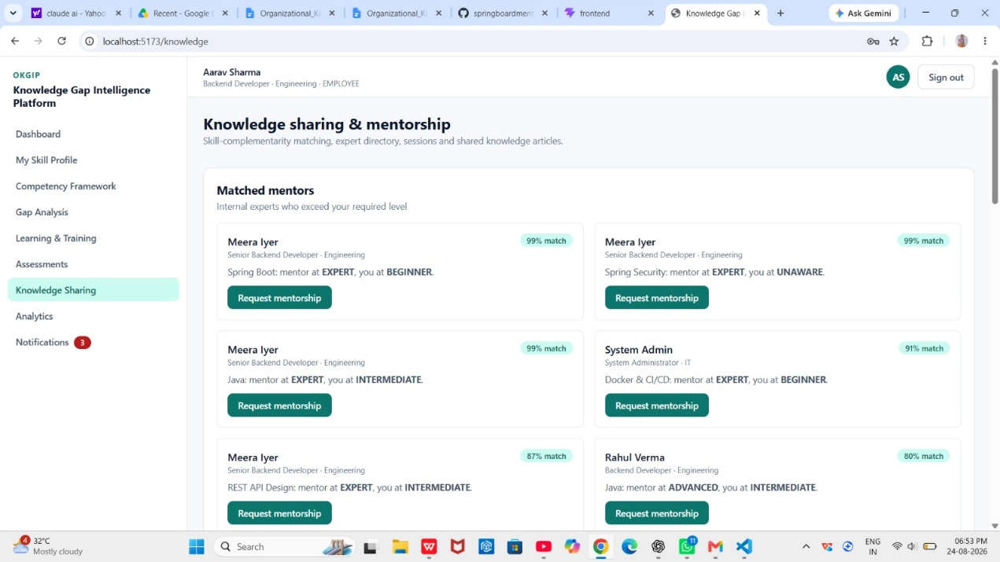 claude ai - Yahoo
Recent - Google
Organizational_K
Organizational_K
springboardment
frontend
Knowledge Gap I
Ask Gemini
localhost:5173/knowledge
OKGIP
Knowledge Gap Intelligence
Platform
Dashboard
My Skill Profile
Competency Framework
Gap Analysis
Learning & Training
Assessments
Knowledge Sharing
Analytics
Notifications 3
Aarav Sharma
Backend Developer · Engineering · EMPLOYEE
AS
Sign out
Knowledge sharing & mentorship
Skill-complementarity matching, expert directory, sessions and shared knowledge articles.
Matched mentors
Internal experts who exceed your required level
Meera Iyer
99% match
Senior Backend Developer · Engineering
Spring Boot: mentor at EXPERT, you at BEGINNER.
Request mentorship
Meera Iyer
99% match
Senior Backend Developer · Engineering
Spring Security: mentor at EXPERT, you at UNAWARE.
Request mentorship
Meera Iyer
99% match
Senior Backend Developer · Engineering
Java: mentor at EXPERT, you at INTERMEDIATE.
Request mentorship
System Admin
91% match
System Administrator · IT
Docker & CI/CD: mentor at EXPERT, you at BEGINNER.
Request mentorship
Meera Iyer
87% match
Senior Backend Developer · Engineering
REST API Design: mentor at EXPERT, you at INTERMEDIATE.
Request mentorship
Rahul Verma
80% match
Backend Developer · Engineering
Java: mentor at ADVANCED, you at INTERMEDIATE.
Request mentorship
4
32°C
Mostly cloudy
Search
11
ENG
IN
06:53 PM
24-08-2026